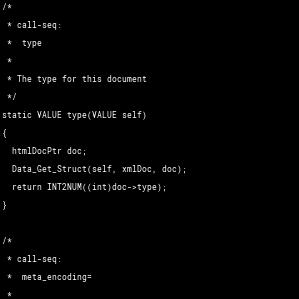 /*
 * call-seq:
 *  type
 *
 * The type for this document
 */
static VALUE type(VALUE self)
{
  htmlDocPtr doc;
  Data_Get_Struct(self, xmlDoc, doc);
  return INT2NUM((int)doc->type);
}

/*
 * call-seq:
 *  meta_encoding=
 *